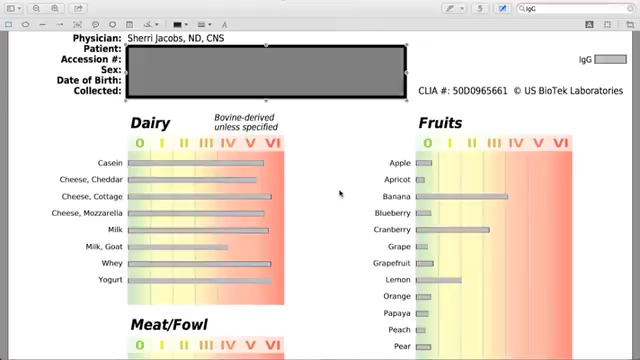 IgG
Physician: Sherri Jacobs, ND, CNS
Patient:
Accession #:
Sex:
Date of Birth:
Collected:
IgG
CLIA #: 50D0965661 © US BioTek Laboratories
Dairy
Bovine-derived
unless specified
0 I II III IV V VI
Casein
Cheese, Cheddar
Cheese, Cottage
Cheese, Mozzarella
Milk
Milk, Goat
Whey
Yogurt
Meat/Fowl
0 I II III IV V VI
Fruits
0 I II III IV V VI
Apple
Apricot
Banana
Blueberry
Cranberry
Grape
Grapefruit
Lemon
Orange
Papaya
Peach
Pear